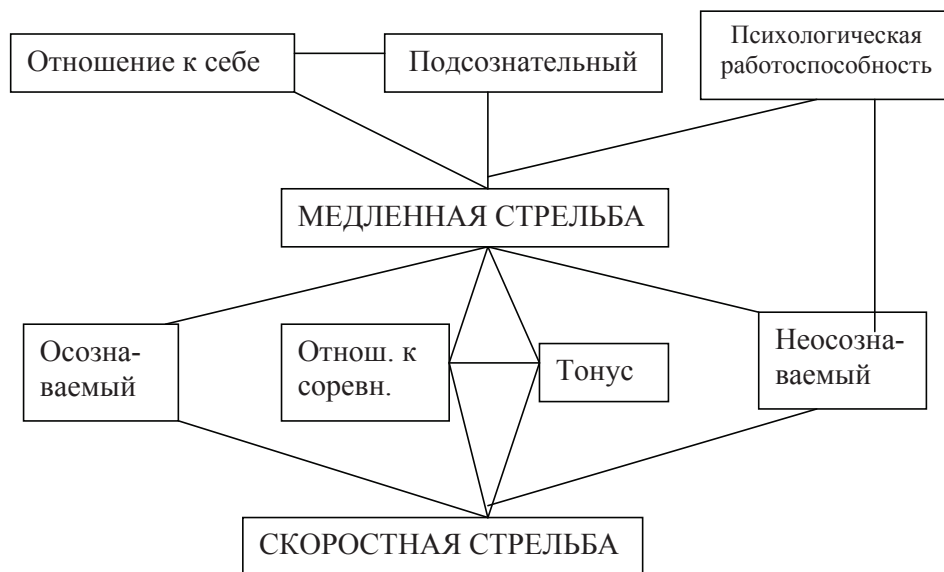 Отношение к себе
Подсознательный
Психологическая
работоспособность
МЕДЛЕННАЯ СТРЕЛЬБА
Осозна-
ваемый
Отнош. к
соревн.
Тонус
Неосозна-
ваемый
СКОРОСТНАЯ СТРЕЛЬБА